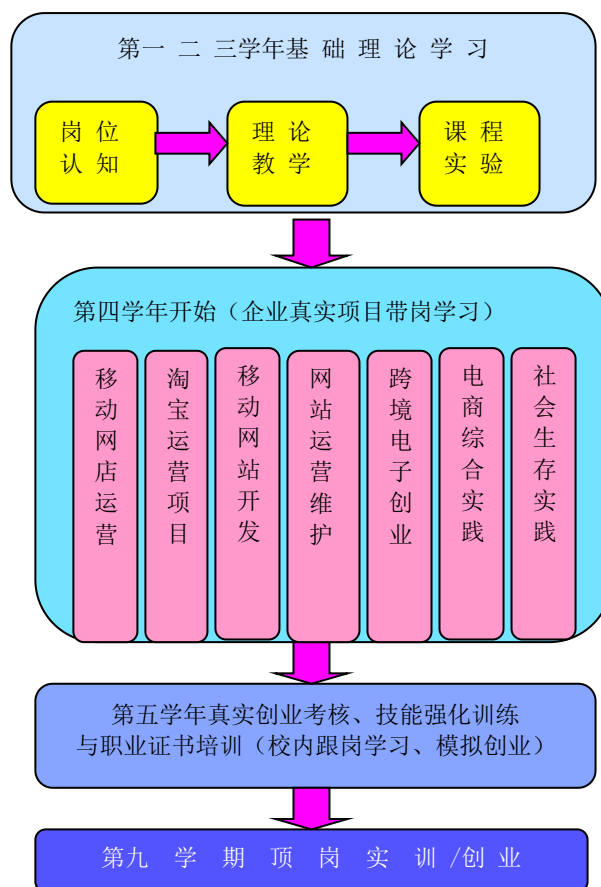 第一 二 三学年基 础 理 论 学 习
岗 位
认 知
理 论
教 学
课 程
实 验
第四学年开始（企业真实项目带岗学习）
移动网店运营
淘宝运营项目
移动网站开发
网站运营维护
跨境电子创业
电商综合实践
社会生存实践
第五学年真实创业考核、技能强化训练
与职业证书培训（校内跟岗学习、模拟创业）
第九 学 期 顶 岗 实 训 /创 业